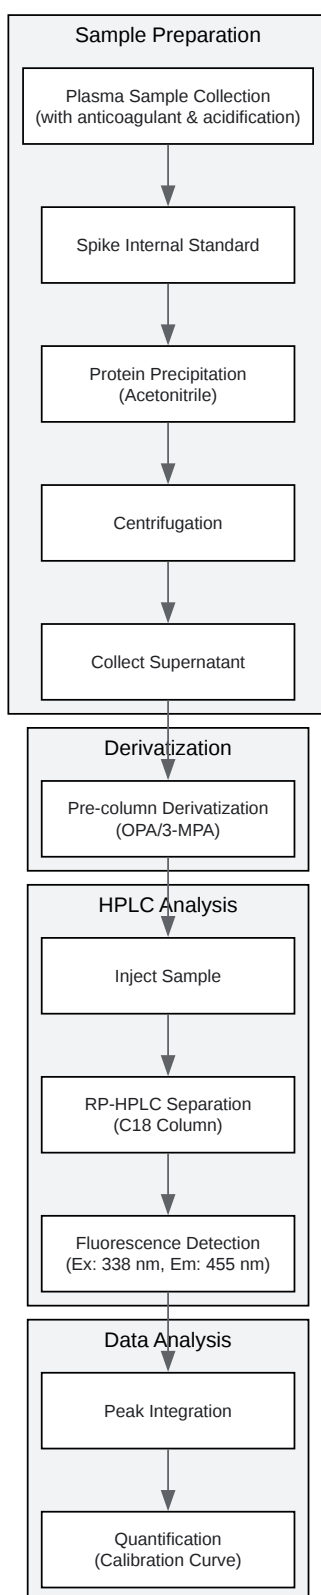 Sample Preparation
Plasma Sample Collection
(with anticoagulant & acidification)
Spike Internal Standard
Protein Precipitation
(Acetonitrile)
Centrifugation
Collect Supernatant
Derivatization
Pre-column Derivatization
(OPA/3-MPA)
HPLC Analysis
Inject Sample
RP-HPLC Separation
(C18 Column)
Fluorescence Detection
(Ex: 338 nm, Em: 455 nm)
Data Analysis
Peak Integration
Quantification
(Calibration Curve)